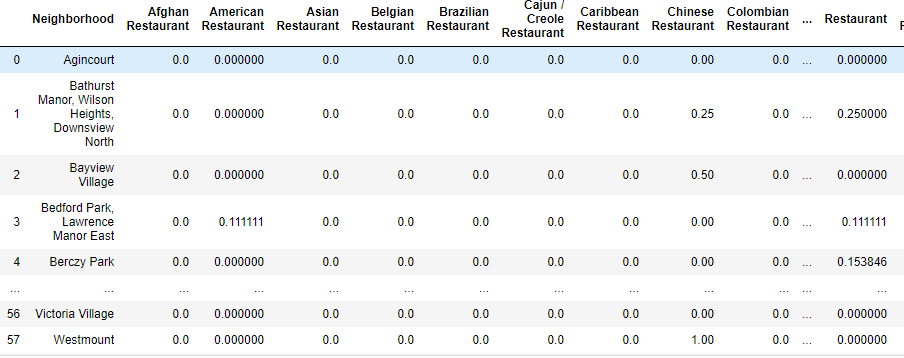 Neighborhood Afghan Restaurant American Restaurant Asian Restaurant Belgian Restaurant Brazilian Restaurant Cajun / Creole Restaurant Caribbean Restaurant Chinese Restaurant Colombian Restaurant ... Restaurant
0 Agincourt 0.0 0.000000 0.0 0.0 0.0 0.0 0.0 0.00 0.0 ... 0.000000
1 Bathurst Manor, Wilson Heights, Downsview North 0.0 0.000000 0.0 0.0 0.0 0.0 0.0 0.25 0.0 ... 0.250000
2 Bayview Village 0.0 0.000000 0.0 0.0 0.0 0.0 0.0 0.50 0.0 ... 0.000000
3 Bedford Park, Lawrence Manor East 0.0 0.111111 0.0 0.0 0.0 0.0 0.0 0.00 0.0 ... 0.111111
4 Berczy Park 0.0 0.000000 0.0 0.0 0.0 0.0 0.0 0.00 0.0 ... 0.153846
... ... ... ... ... ... ... ... ... ... ... ... ...
56 Victoria Village 0.0 0.000000 0.0 0.0 0.0 0.0 0.0 0.00 0.0 ... 0.000000
57 Westmount 0.0 0.000000 0.0 0.0 0.0 0.0 0.0 1.00 0.0 ... 0.000000